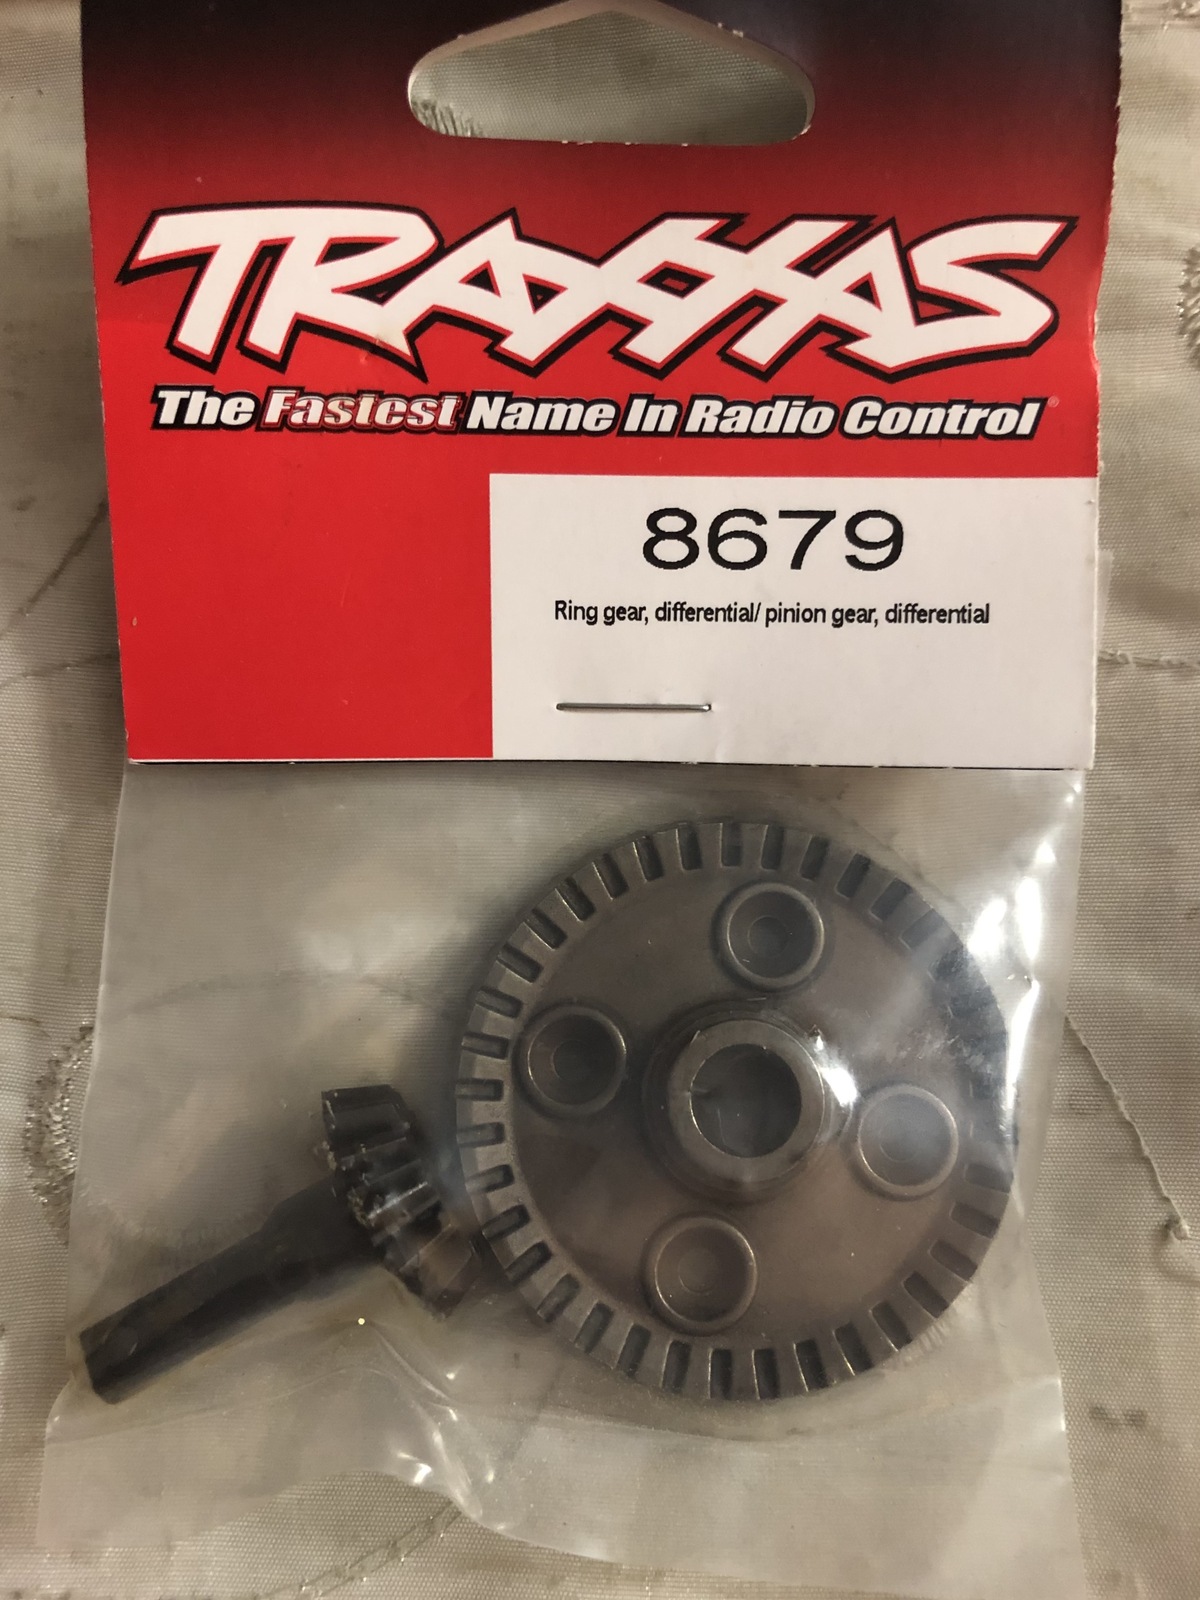 TRAXXAS
The Fastest Name In Radio Control®
8679
Ring gear, differential/ pinion gear, differential